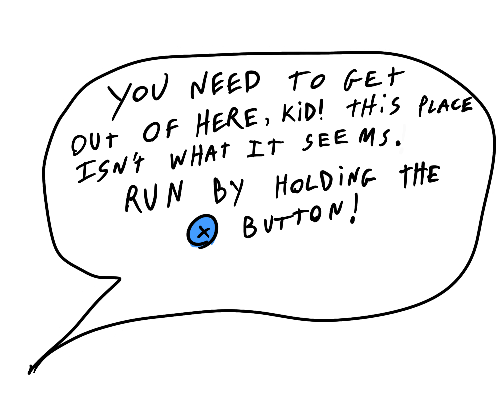 YOU NEED TO GET
OUT OF HERE, KID! THIS PLACE
ISN'T WHAT IT SEEMS.
RUN BY HOLDING THE
X BUTTON!